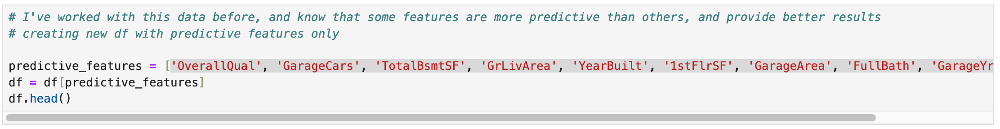 # I've worked with this data before, and know that some features are more predictive than others, and provide better results
# creating new df with predictive features only
predictive_features = ['OverallQual', 'GarageCars', 'TotalBsmtSF', 'GrLivArea', 'YearBuilt', '1stFlrSF', 'GarageArea', 'FullBath', 'GarageYr
df = df[predictive_features]
df.head()